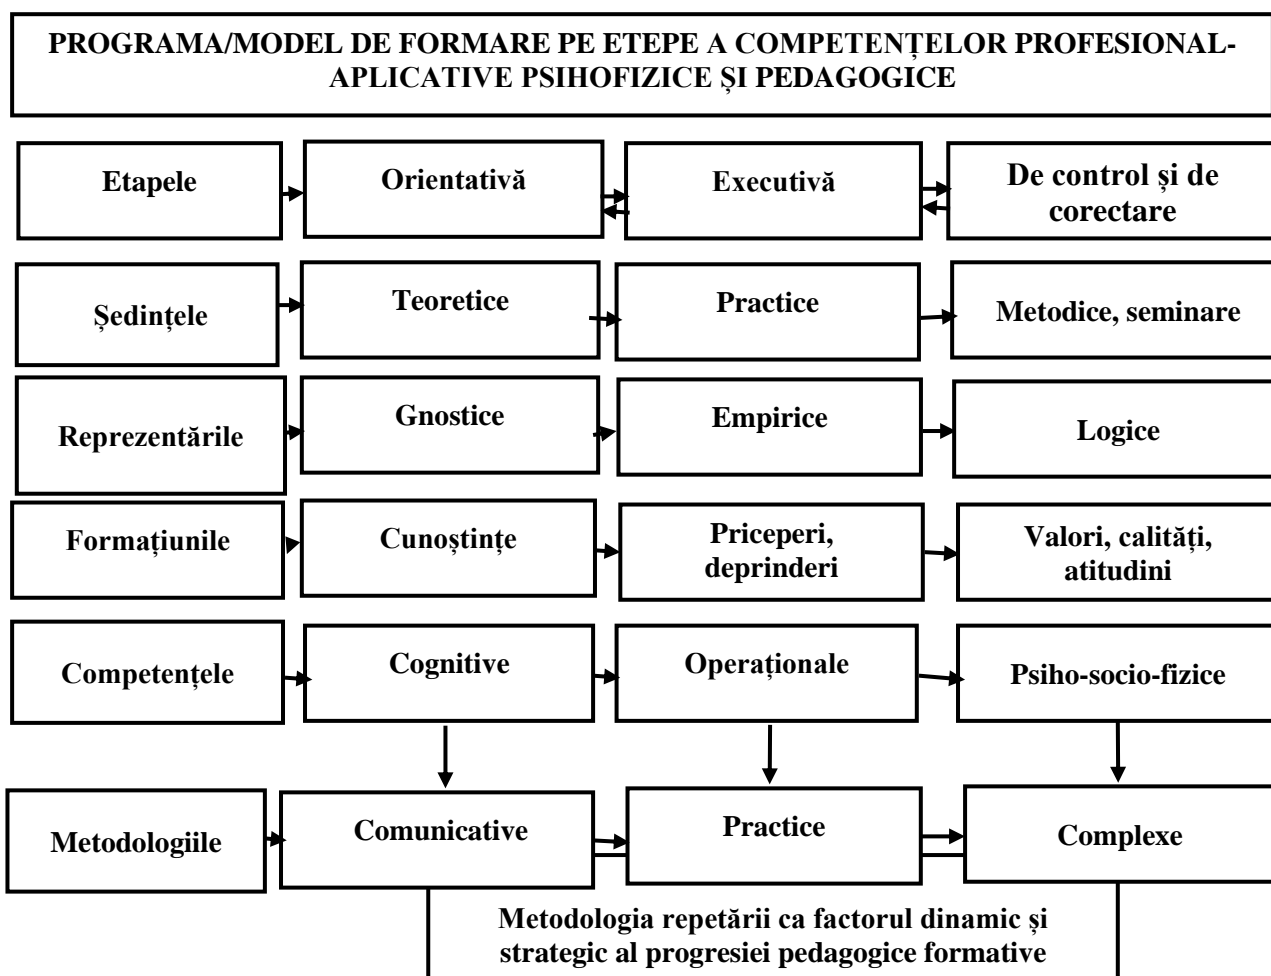 PROGRAMA/MODEL DE FORMARE PE ETEPE A COMPETENȚELOR PROFESIONAL-
APLICATIVE PSIHOFIZICE ȘI PEDAGOGICE
Etapele
Orientativă
Executivă
De control și de
corectare
Ședințele
Teoretice
Practice
Metodice, seminare
Reprezentările
Gnostice
Empirice
Logice
Formațiunile
Cunoștințe
Priceperi,
deprinderi
Valori, calități,
atitudini
Competențele
Cognitive
Operaționale
Psiho-socio-fizice
Metodologiile
Comunicative
Practice
Complexe
Metodologia repetării ca factorul dinamic și
strategic al progresiei pedagogice formative